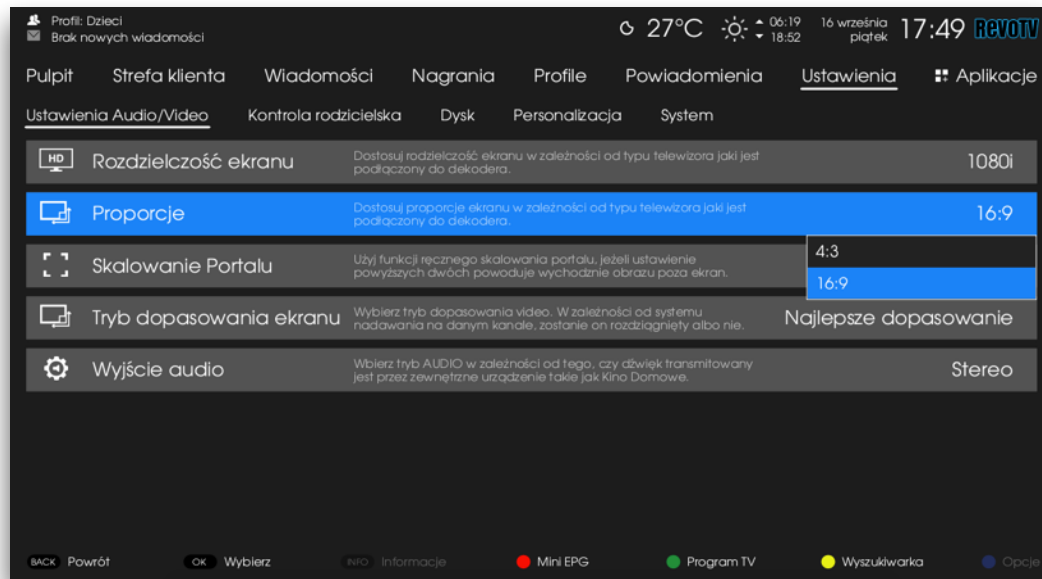 Profil: Dzieci
Brak nowych wiadomości
27°C
06:19
18:52
16 września
piątek
17:49
RevoTV
Pulpit Strefa klienta Wiadomości Nagrania Profile Powiadomienia Ustawienia Aplikacje
Ustawienia Audio/Video Kontrola rodzicielska Dysk Personalizacja System
HD
Rozdzielczość ekranu
Dostosuj rodzielczość ekranu w zależności od typu telewizora jaki jest
podłączony do dekodera.
1080i
Proporcje
Dostosuj proporcje ekranu w zależności od typu telewizora jaki jest
podłączony do dekodera.
16:9
4:3
16:9
Skalowanie Portalu
Użyj funkcji ręcznego skalowania portalu, jeżeli ustawienie
powyższych dwóch powoduje wychodznie obrazu poza ekran.
Tryb dopasowania ekranu
Wybierz tryb dopasowania video. W zależności od systemu
nadawania na danym kanale, zostanie on rozdziągnięty albo nie.
Najlepsze dopasowanie
Wyjście audio
Wbierz tryb AUDIO w zależności od tego, czy dźwięk transmitowany
jest przez zewnętrzne urządzenie takie jak Kino Domowe.
Stereo
BACK Powrót OK Wybierz INFO Informacje Mini EPG Program TV Wyszukiwarka Opcje